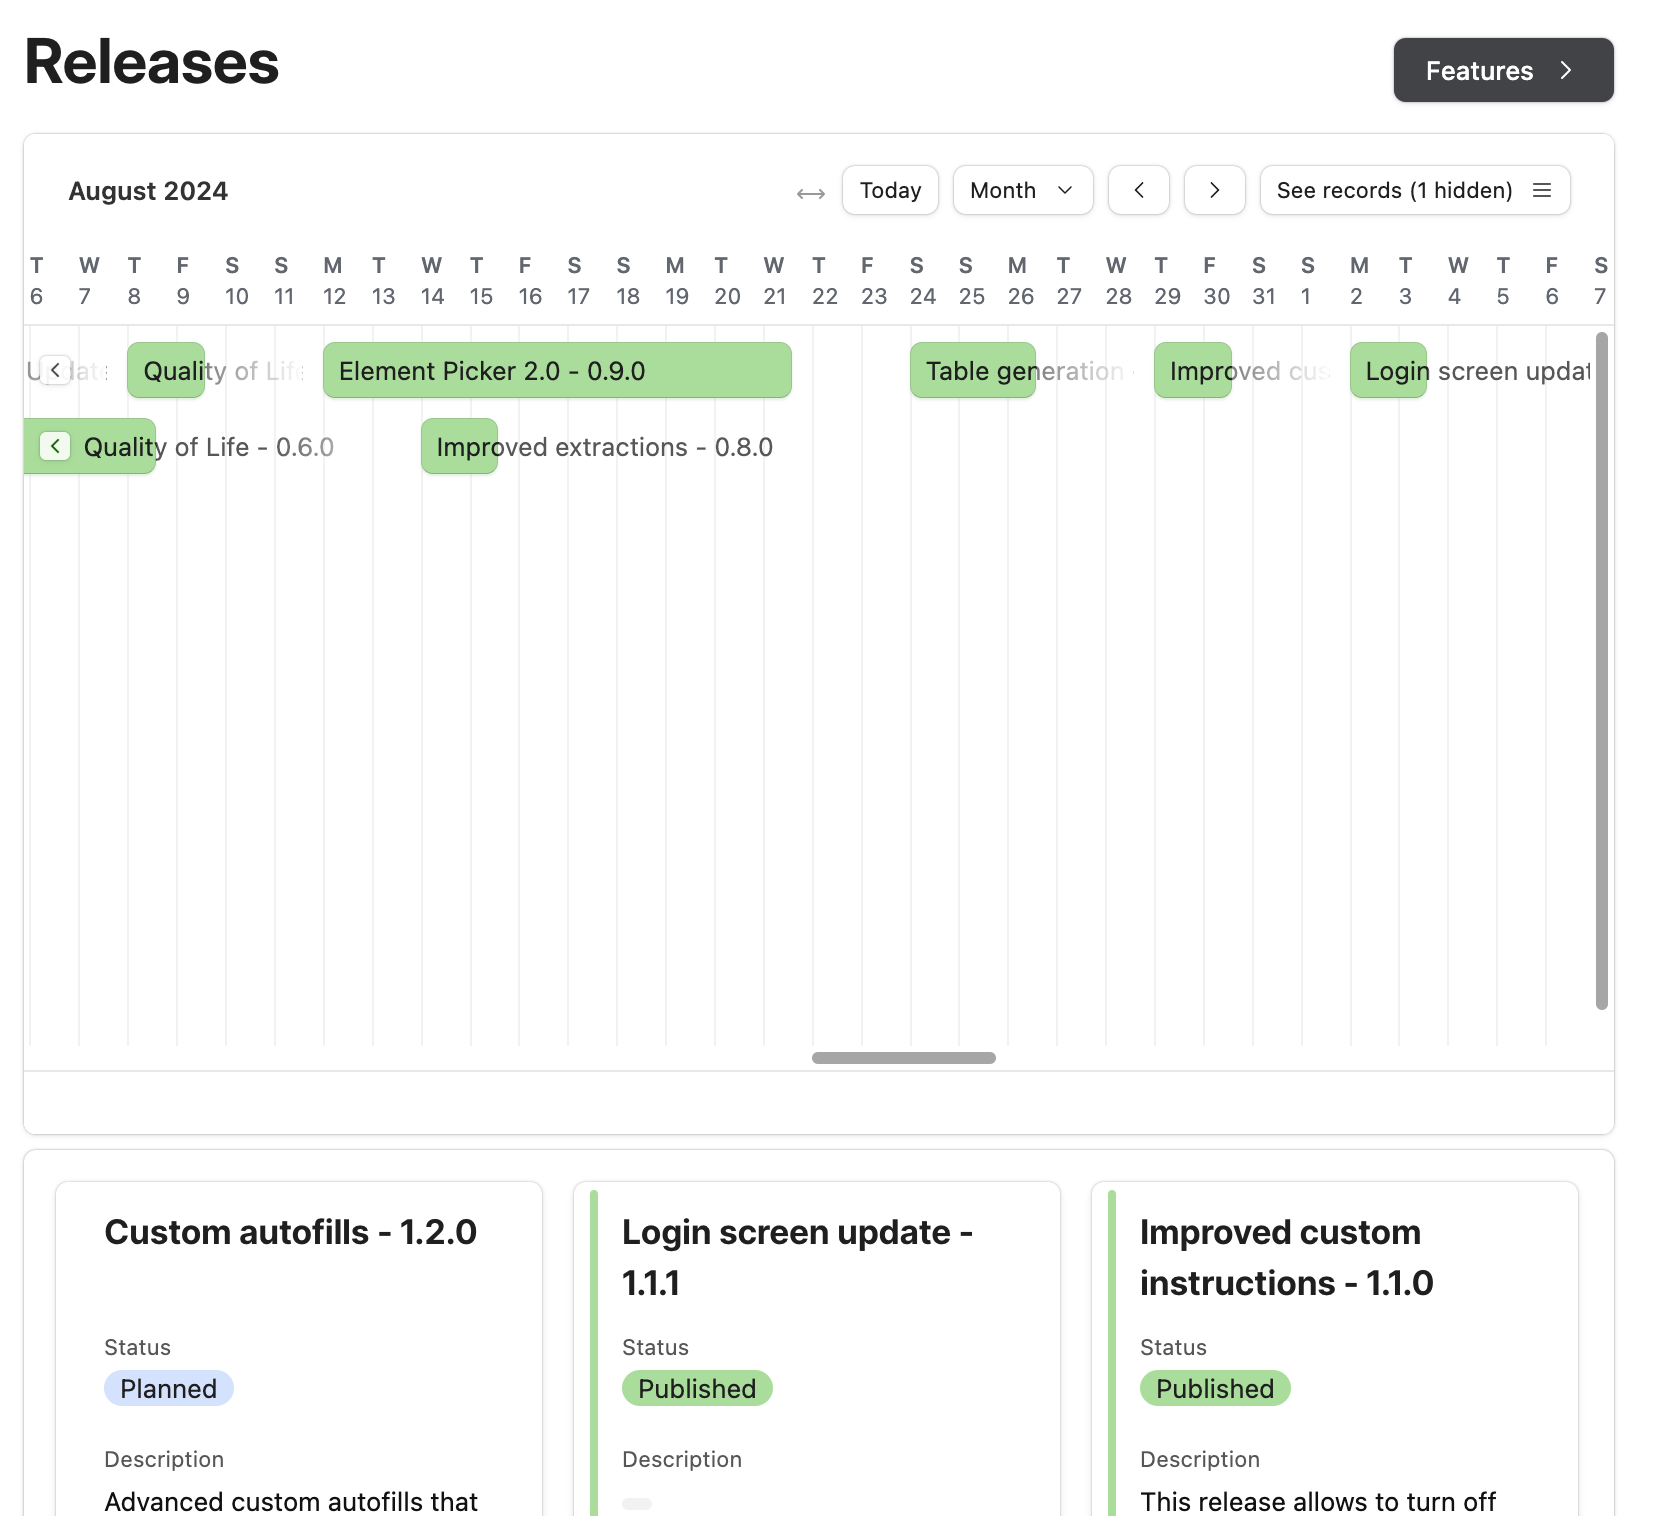 Releases
Features
August 2024
Today
Month
See records (1 hidden)
T W T F S S M T W T F S S M T W T F S S M T W T F S S M T W T F S
6 7 8 9 10 11 12 13 14 15 16 17 18 19 20 21 22 23 24 25 26 27 28 29 30 31 1 2 3 4 5 6 7
Quality of Life
Element Picker 2.0 - 0.9.0
Table generation
Improved cus
Login screen updat
Quality of Life - 0.6.0
Improved extractions - 0.8.0
Custom autofills - 1.2.0
Status
Planned
Description
Advanced custom autofills that
Login screen update -
1.1.1
Status
Published
Description
Improved custom
instructions - 1.1.0
Status
Published
Description
This release allows to turn off